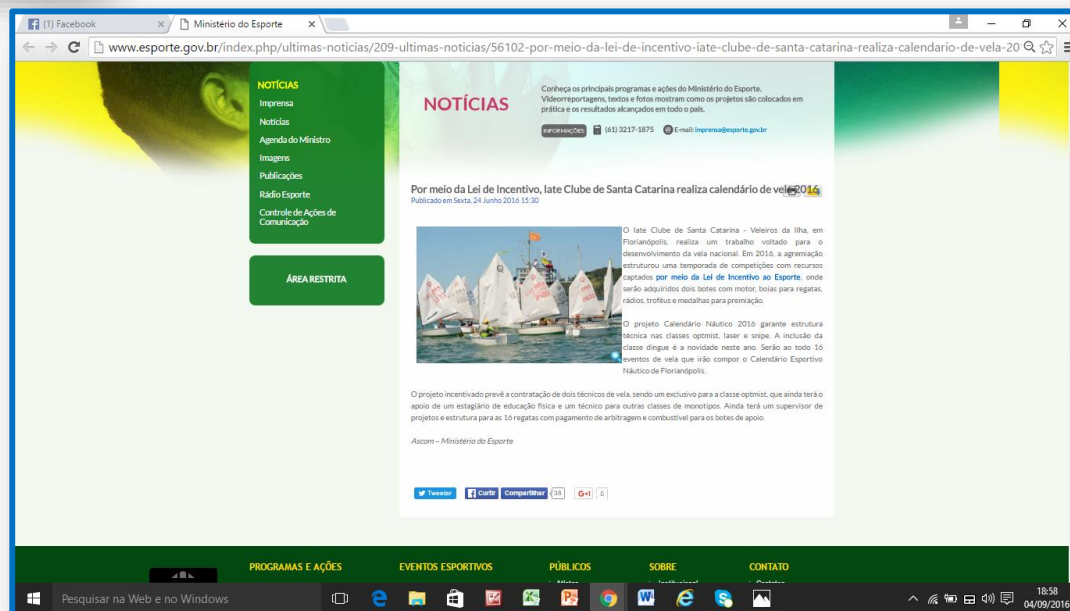 (1) Facebook
Ministério do Esporte
www.esporte.gov.br/index.php/ultimas-noticias/209-ultimas-noticias/56102-por-meio-da-lei-de-incentivo-iate-clube-de-santa-catarina-realiza-calendario-de-vela-20
NOTÍCIAS
Imprensa
Notícias
Agenda do Ministro
Imagens
Publicações
Rádio Esporte
Controle de Ações de
Comunicação
ÁREA RESTRITA
NOTÍCIAS
Conheça os principais programas e ações do Ministério do Esporte.
Videorreportagens, textos e fotos mostram como os projetos são colocados em
prática e os resultados alcançados em todo o país.
INFORMAÇÕES (61) 3217-1875 E-mail: imprensa@esporte.gov.br
Por meio da Lei de Incentivo, Iate Clube de Santa Catarina realiza calendário de vela 2016
Publicado em Sexta, 24 Junho 2016 15:30
O Iate Clube de Santa Catarina - Veleiros da Ilha, em
Florianópolis, realiza um trabalho voltado para o
desenvolvimento da vela nacional. Em 2016, a agremiação
estruturou uma temporada de competições com recursos
captados por meio da Lei de Incentivo ao Esporte, onde
serão adquiridos dois botes com motor, boias para regatas,
rádios, troféus e medalhas para premiação.
O projeto Calendário Náutico 2016 garante estrutura
técnica nas classes optmist, laser e snipe. A inclusão da
classe dingue é a novidade neste ano. Serão ao todo 16
eventos de vela que irão compor o Calendário Esportivo
Náutico de Florianópolis.
O projeto incentivado prevê a contratação de dois técnicos de vela, sendo um exclusivo para a classe optmist, que ainda terá o
apoio de um estagiário de educação física e um técnico para outras classes de monotipos. Ainda terá um supervisor de
projetos e estrutura para as 16 regatas com pagamento de arbitragem e combustível para os botes de apoio.
Ascom – Ministério do Esporte
Tweetar Curtir Compartilhar 38 G+1 0
PROGRAMAS E AÇÕES EVENTOS ESPORTIVOS PÚBLICOS SOBRE CONTATO
Pesquisar na Web e no Windows
18:58
04/09/2016